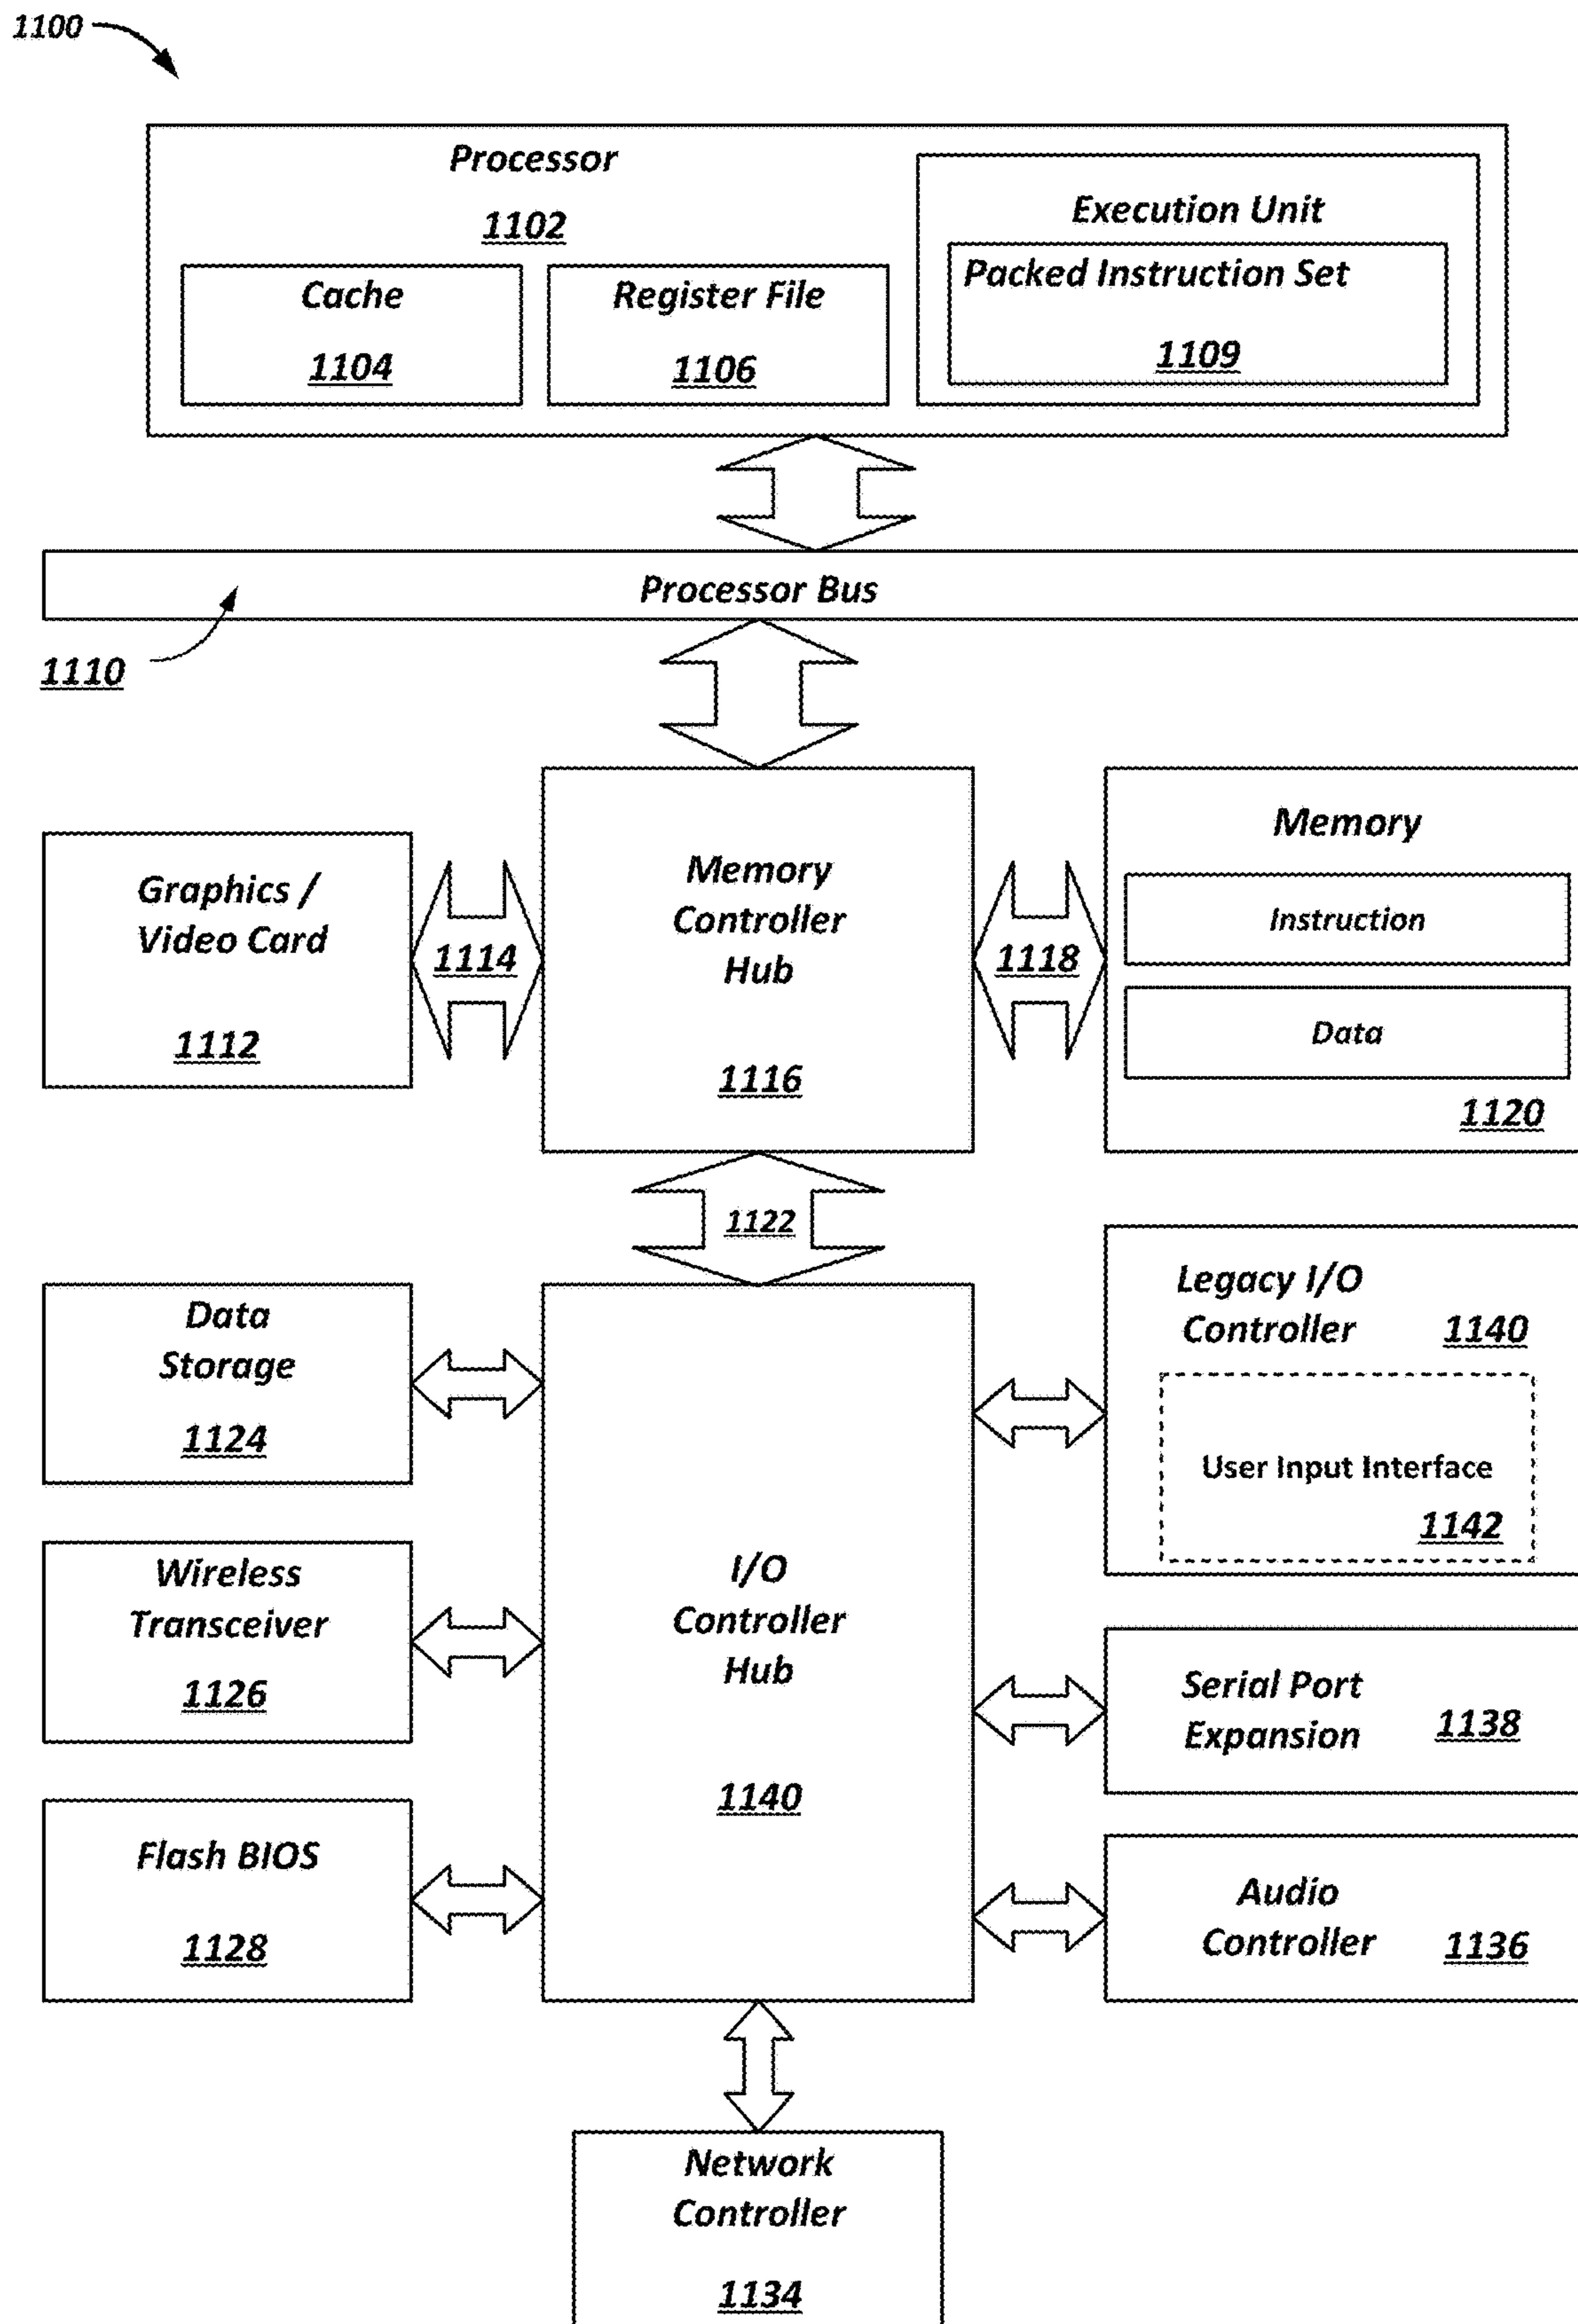 1100
Processor
1102
Cache
1104
Register File
1106
Execution Unit
Packed Instruction Set
1109
Processor Bus
1110
Graphics /
Video Card
1112
1114
Memory
Controller
Hub
1116
1118
Memory
Instruction
Data
1120
1122
Data
Storage
1124
Wireless
Transceiver
1126
Flash BIOS
1128
I/O
Controller
Hub
1140
Legacy I/O
Controller
1140
User Input Interface
1142
Serial Port
Expansion
1138
Audio
Controller
1136
Network
Controller
1134